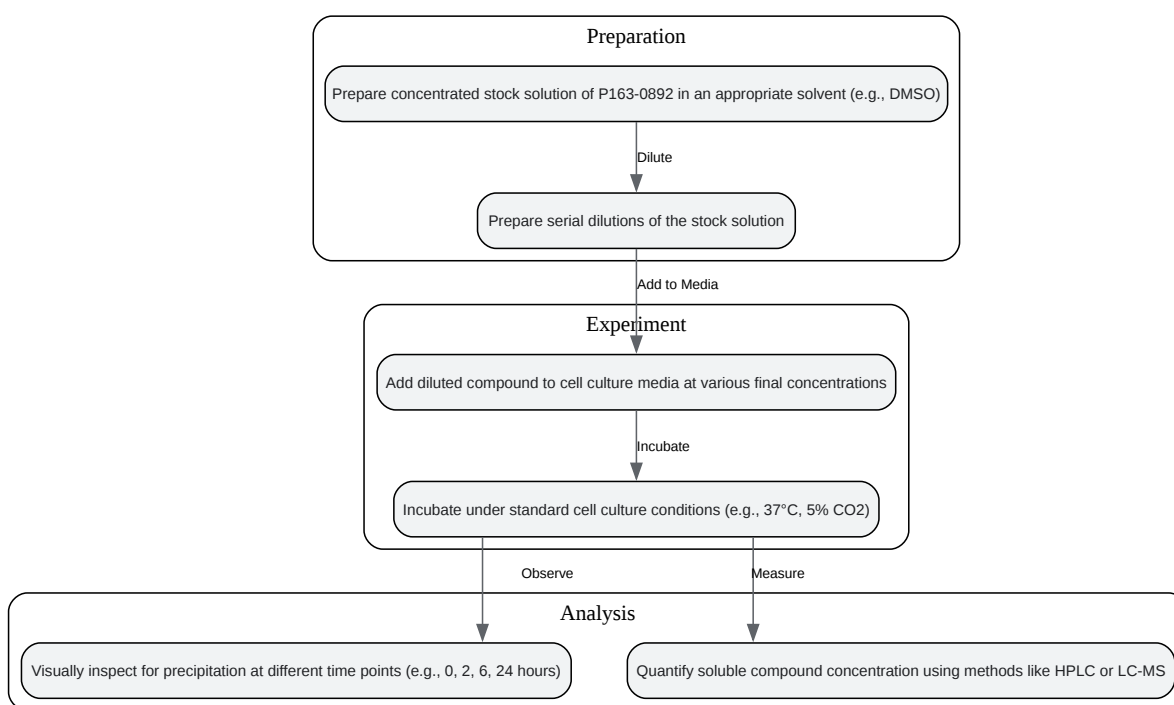 Preparation
Prepare concentrated stock solution of P163-0892 in an appropriate solvent (e.g., DMSO)
Dilute
Prepare serial dilutions of the stock solution
Add to Media
Experiment
Add diluted compound to cell culture media at various final concentrations
Incubate
Incubate under standard cell culture conditions (e.g., 37°C, 5% CO2)
Observe
Measure
Analysis
Visually inspect for precipitation at different time points (e.g., 0, 2, 6, 24 hours)
Quantify soluble compound concentration using methods like HPLC or LC-MS